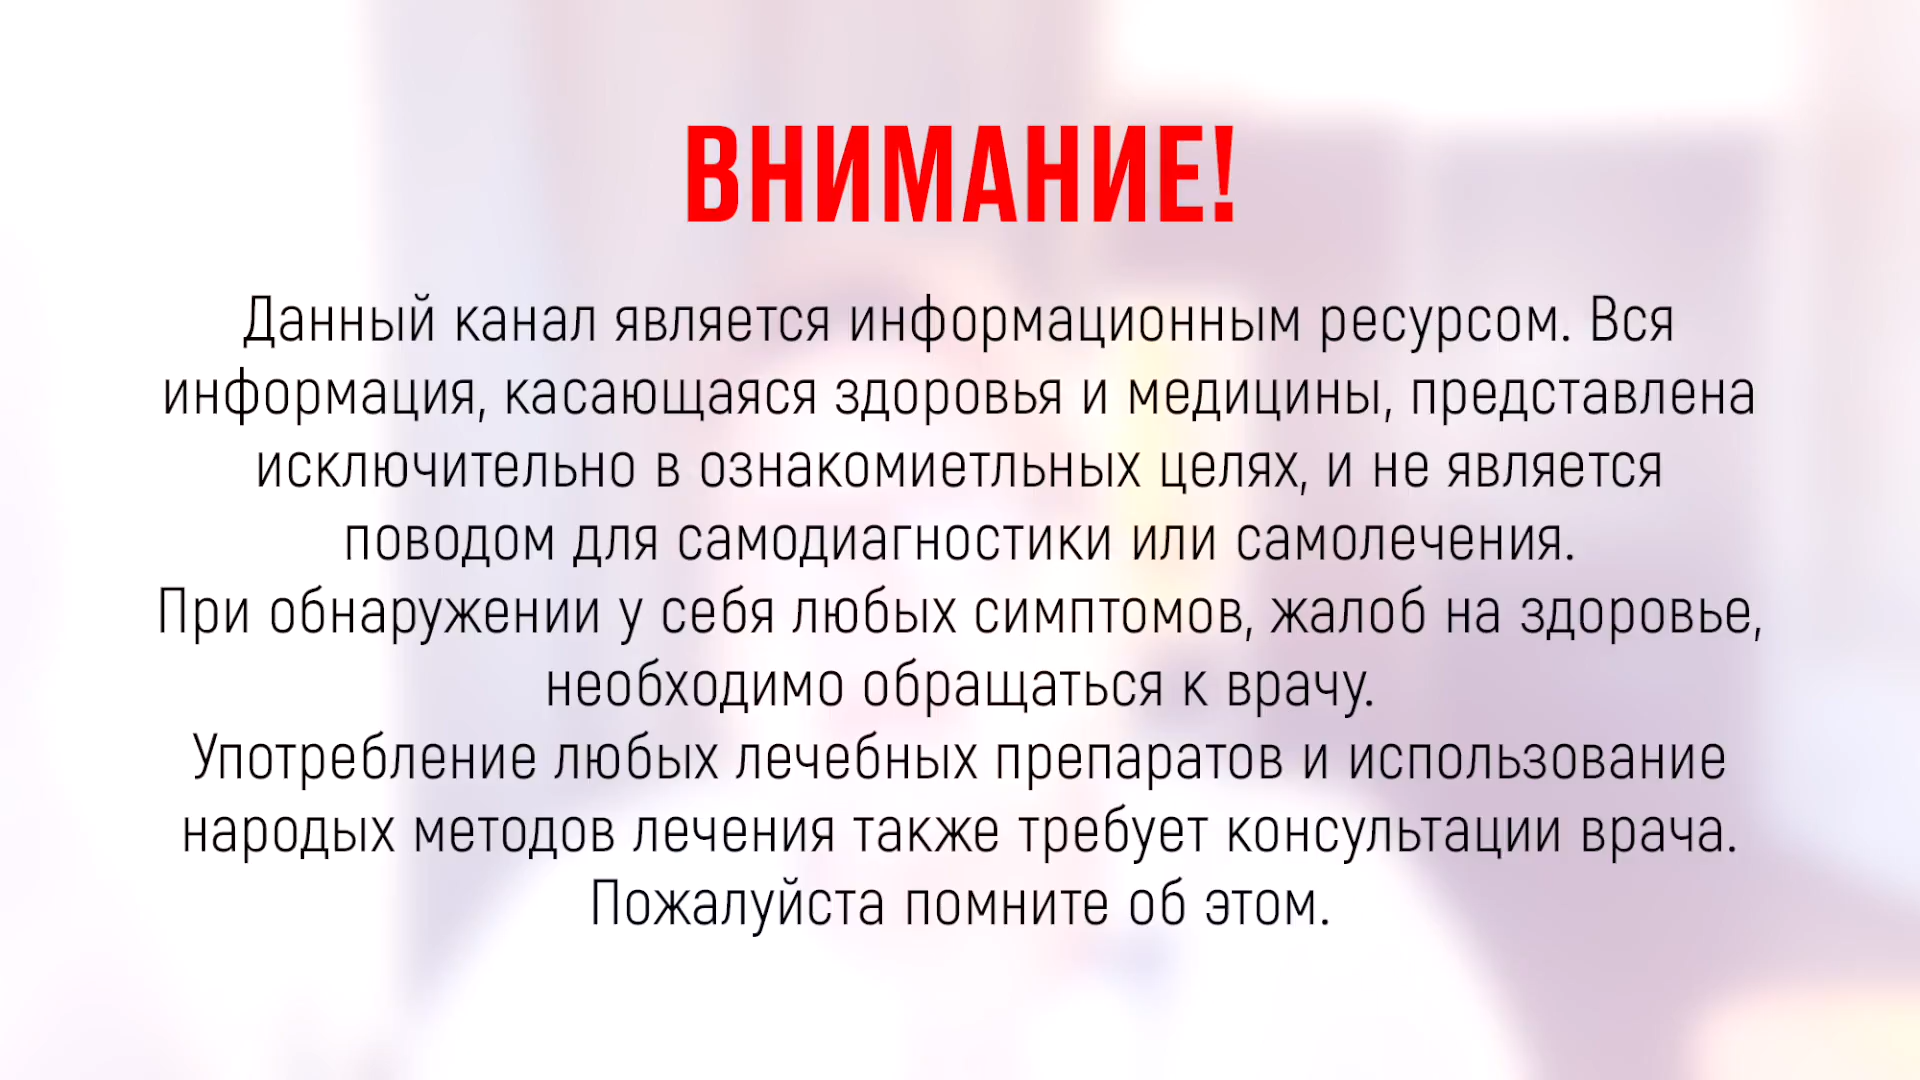 ВНИМАНИЕ!
Данный канал является информационным ресурсом. Вся
информация, касающаяся здоровья и медицины, представлена
исключительно в ознакомиетльных целях, и не является
поводом для самодиагностики или самолечения.
При обнаружении у себя любых симптомов, жалоб на здоровье,
необходимо обращаться к врачу.
Употребление любых лечебных препаратов и использование
народых методов лечения также требует консультации врача.
Пожалуйста помните об этом.